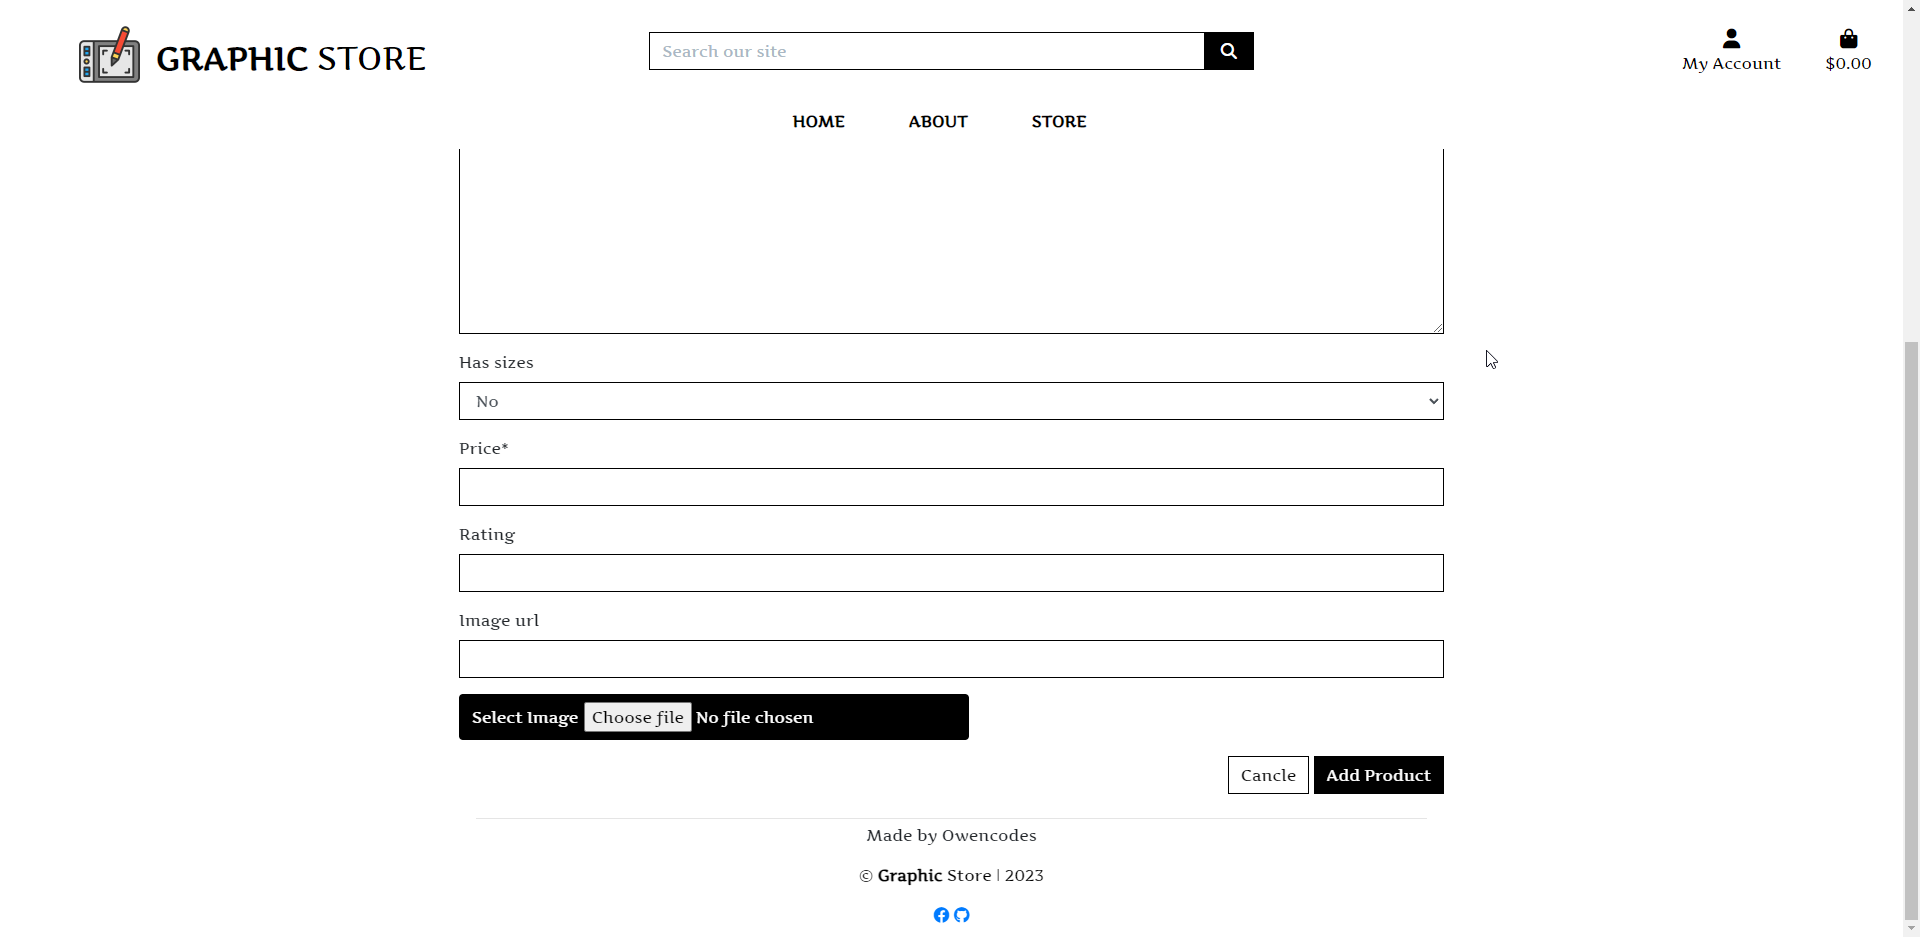 GRAPHIC STORE
Search our site
My Account
$0.00
HOME ABOUT STORE
Has sizes
No
Price*
Rating
Image url
Select Image Choose file No file chosen
Cancle Add Product
Made by Owencodes
© Graphic Store | 2023